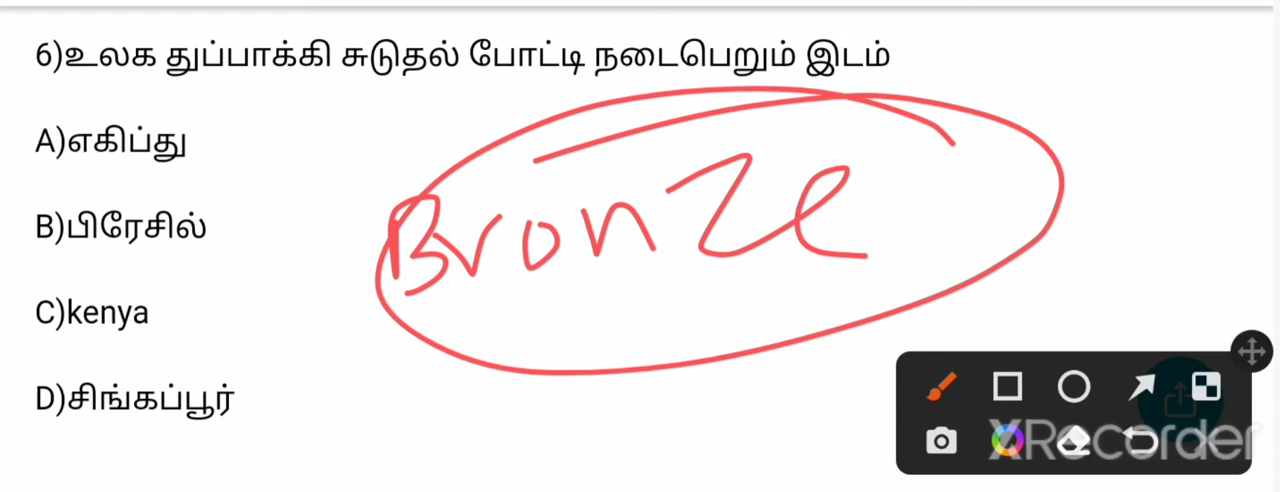 6)உலக துப்பாக்கி சுடுதல் போட்டி நடைபெறும் இடம்
A)எகிப்து
Bronze
B)பிரேசில்
C)kenya
D)சிங்கப்பூர்
XRecorder